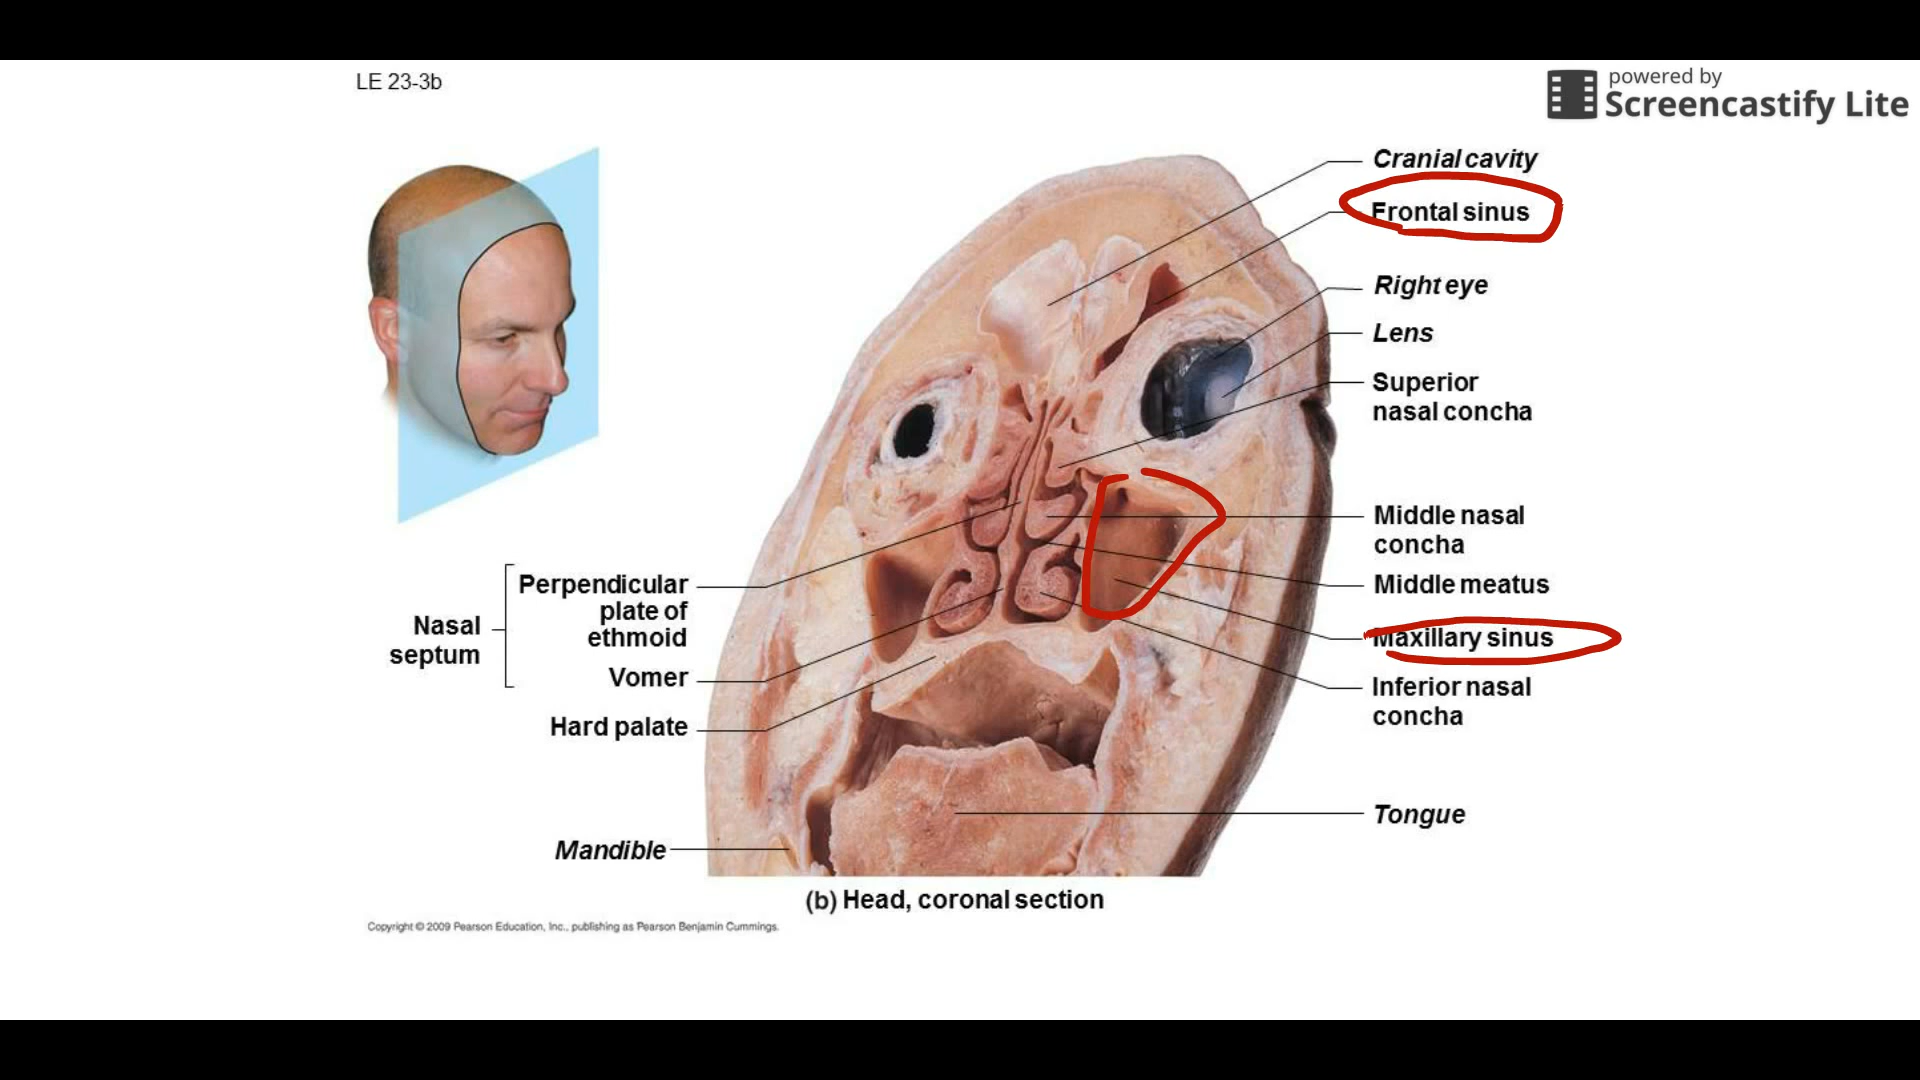 LE 23-3b
powered by
Screencastify Lite
Cranial cavity
Frontal sinus
Right eye
Lens
Superior
nasal concha
Middle nasal
concha
Middle meatus
Maxillary sinus
Inferior nasal
concha
Tongue
Perpendicular
plate of
ethmoid
Nasal
septum
Vomer
Hard palate
Mandible
(b) Head, coronal section
Copyright © 2009 Pearson Education, Inc., publishing as Pearson Benjamin Cummings.